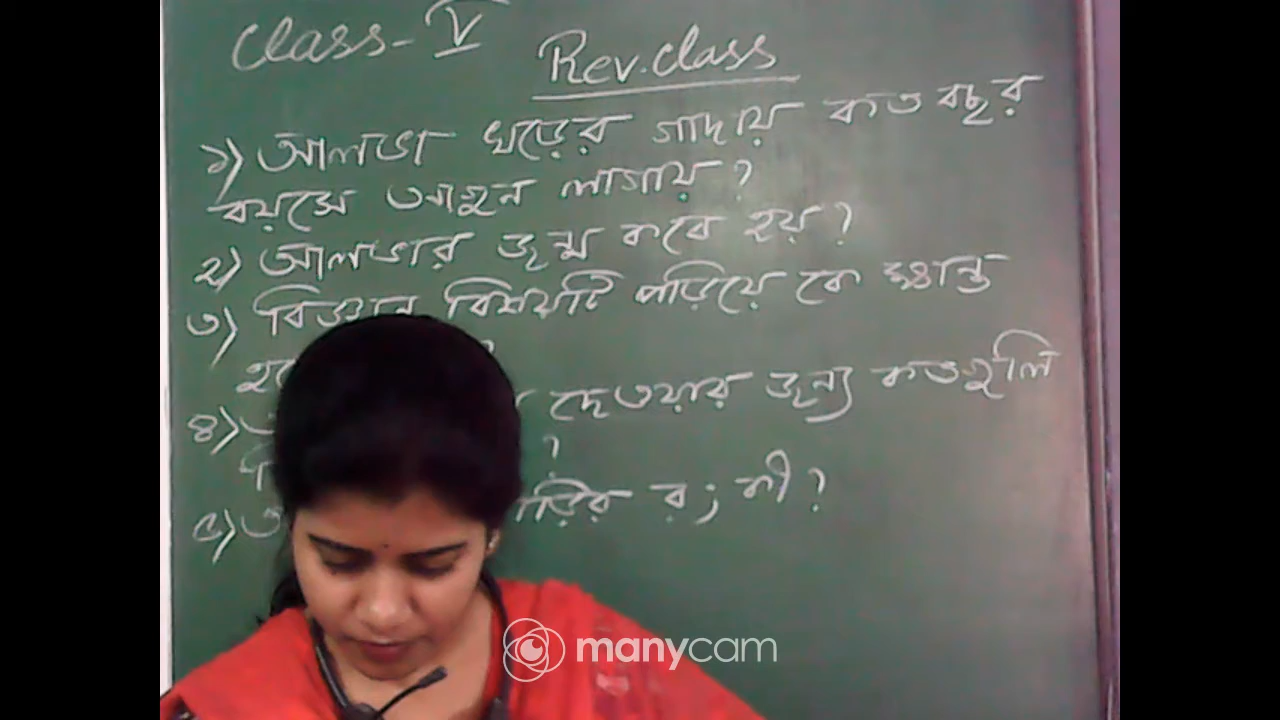 Class - V
Rev. class
১) আলভা খড়ের গাদায় কত বছর
বয়সে আগুন লাগায় ?
২) আলভার জন্ম কবে হয় ?
৩) বিজ্ঞান বিষয়টি পড়িয়ে কে ক্ষান্ত
?
৪) দেওয়ার জন্য কতগুলি
?
৫) র; কী ?
manycam